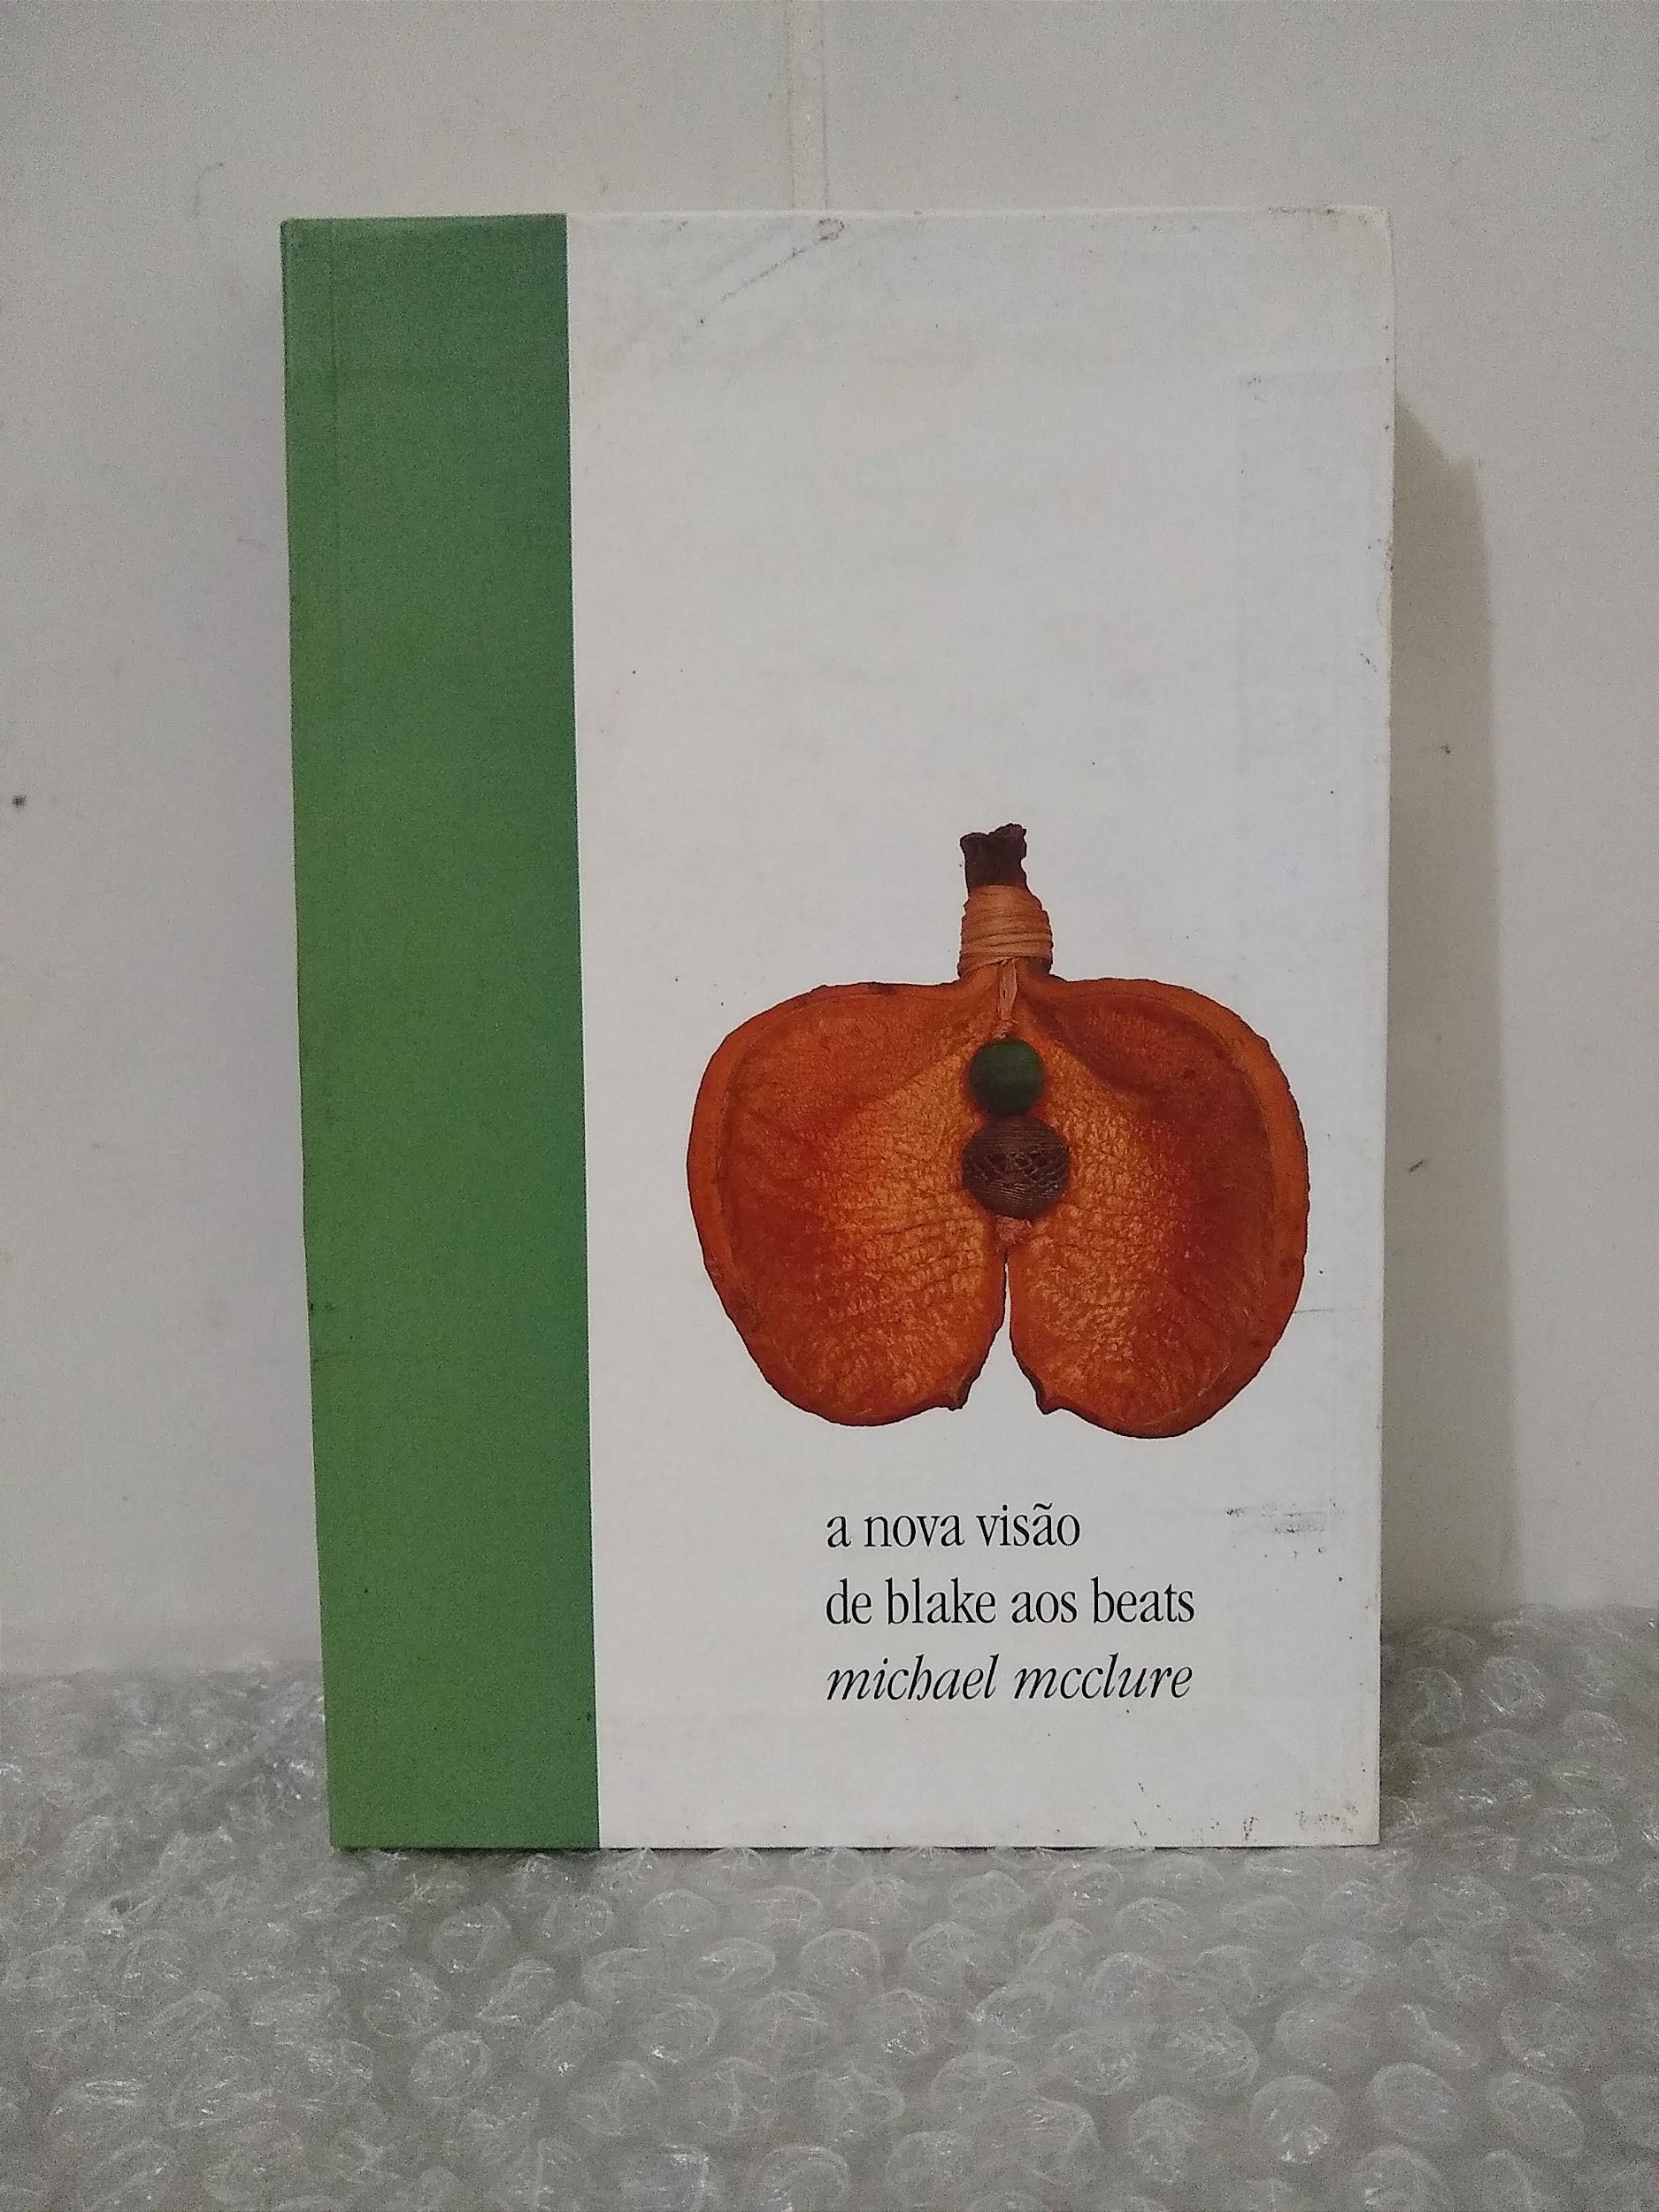 a nova visão
de blake aos beats
michael mcclure